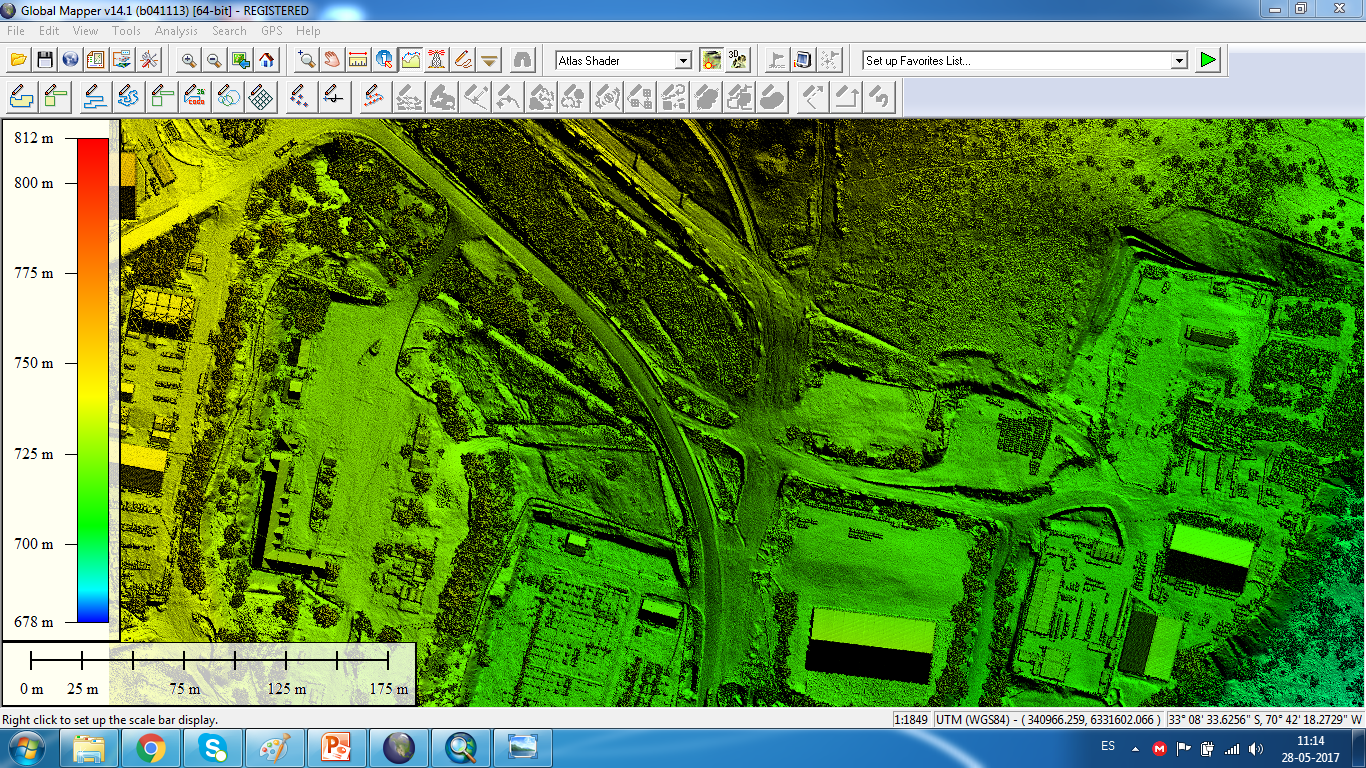 Global Mapper v14.1 (b041113) [64-bit] - REGISTERED
File Edit View Tools Analysis Search GPS Help
Atlas Shader
3D
Set up Favorites List...
812 m
800 m
775 m
750 m
725 m
700 m
678 m
0 m 25 m 75 m 125 m 175 m
Right click to set up the scale bar display.
1:1849 UTM (WGS84) - ( 340966.259, 6331602.066 ) 33° 08' 33.6256" S, 70° 42' 18.2729" W
ES
11:14
28-05-2017